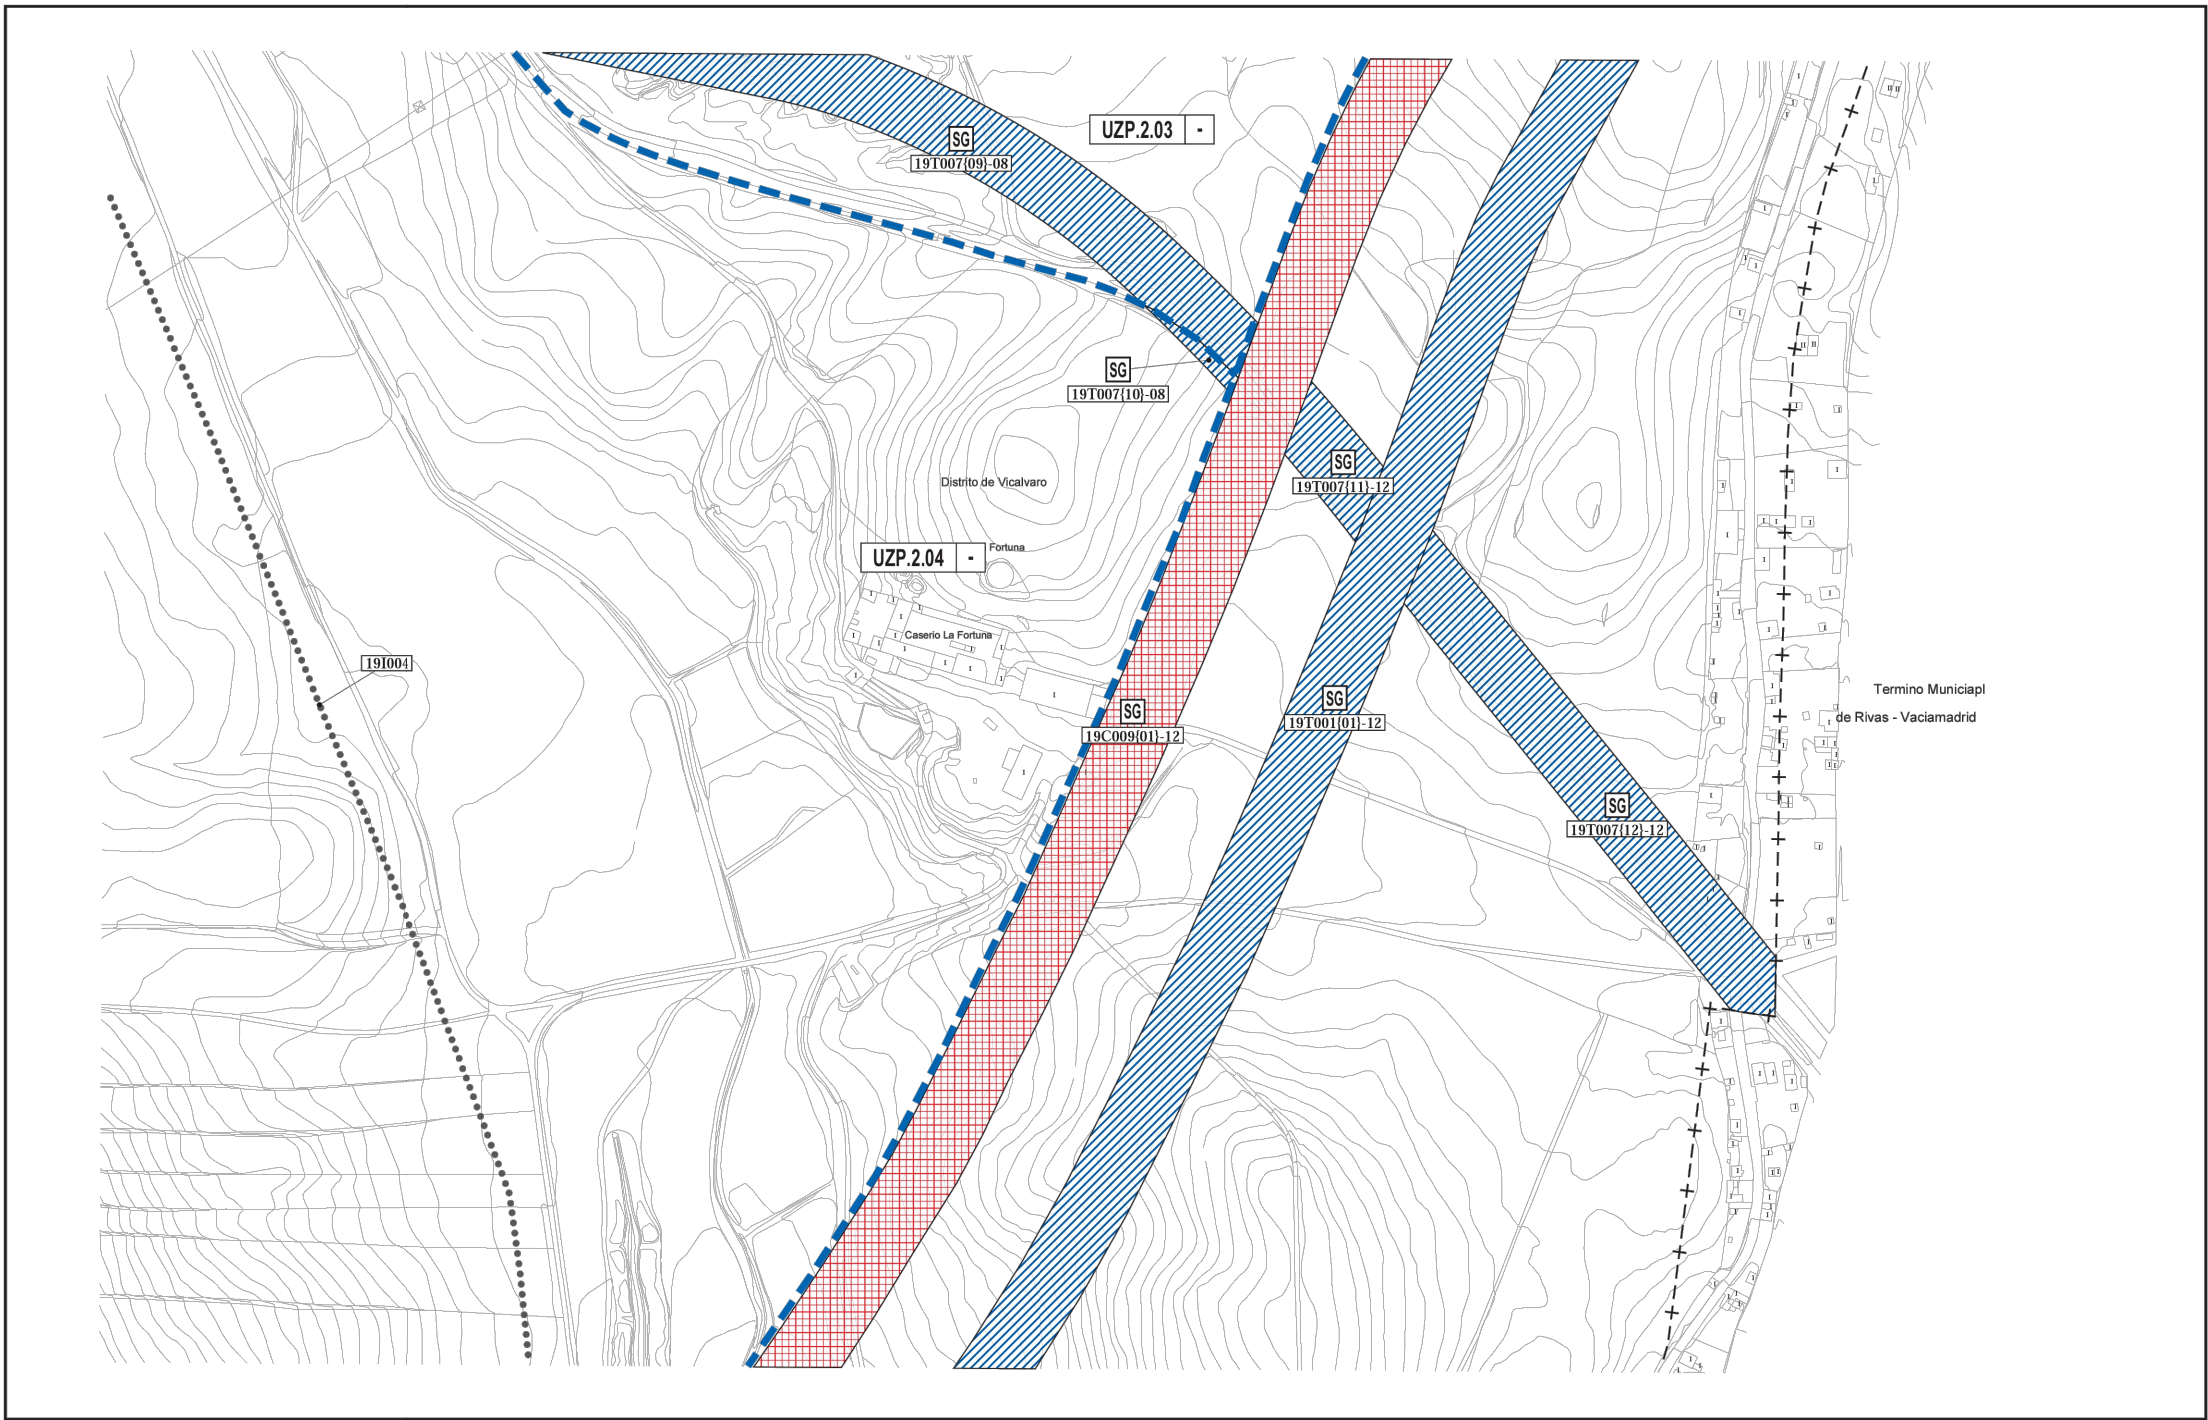 SG
19T007{09}-08
UZP.2.03 -
SG
19T007{10}-08
SG
19T007{11}-12
Distrito de Vicalvaro
UZP.2.04 -
Fortuna
Caserio La Fortuna
19I004
SG
19C009{01}-12
SG
19T001{01}-12
Termino Municiapl
de Rivas - Vaciamadrid
SG
19T007{12}-12